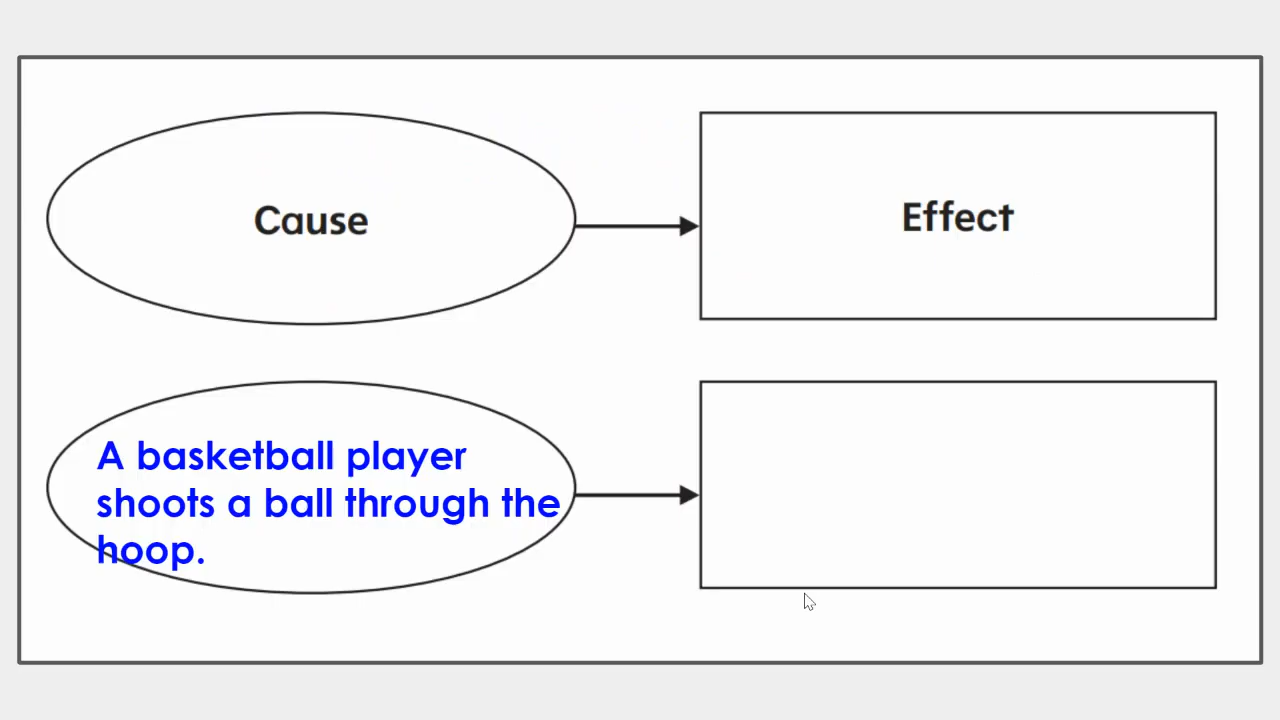 Cause
Effect
A basketball player
shoots a ball through the
hoop.